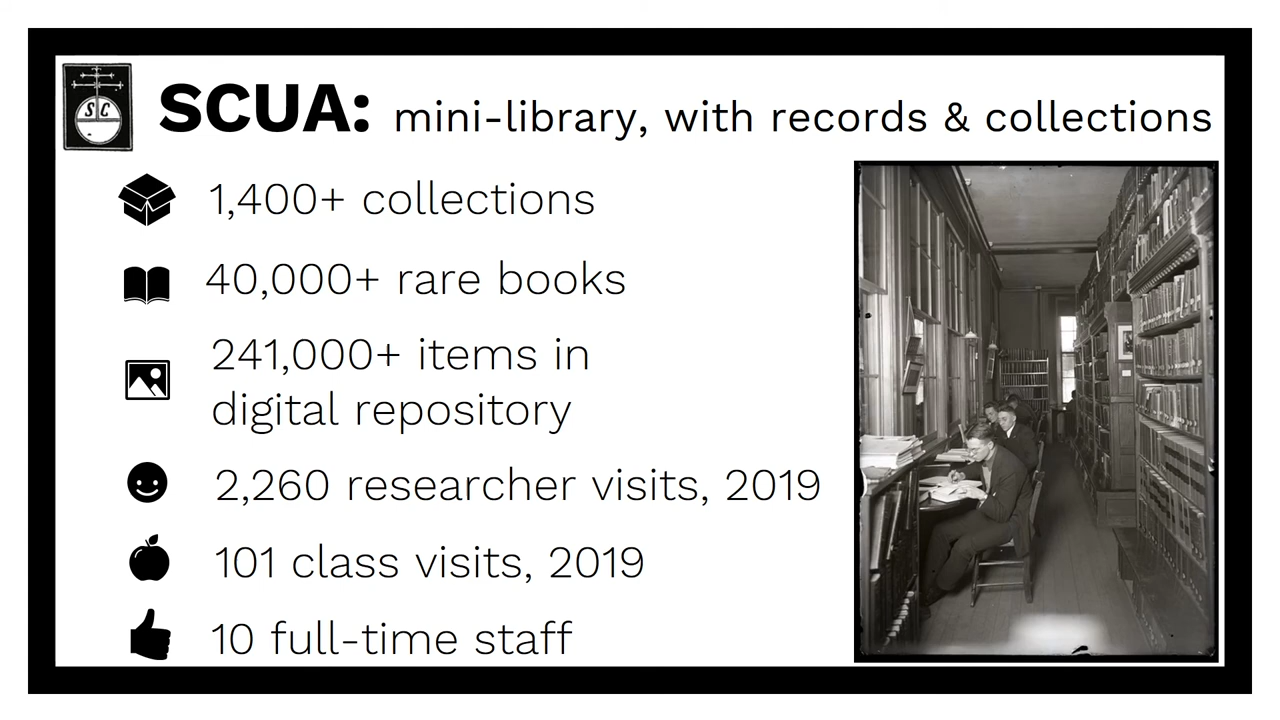 SC
SCUA: mini-library, with records & collections
1,400+ collections
40,000+ rare books
241,000+ items in
digital repository
2,260 researcher visits, 2019
101 class visits, 2019
10 full-time staff